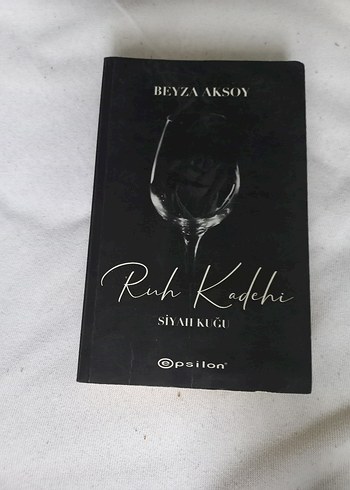 BEYZA AKSOY
Ruh Kadehi
SİYAH KUĞU
epsilon®